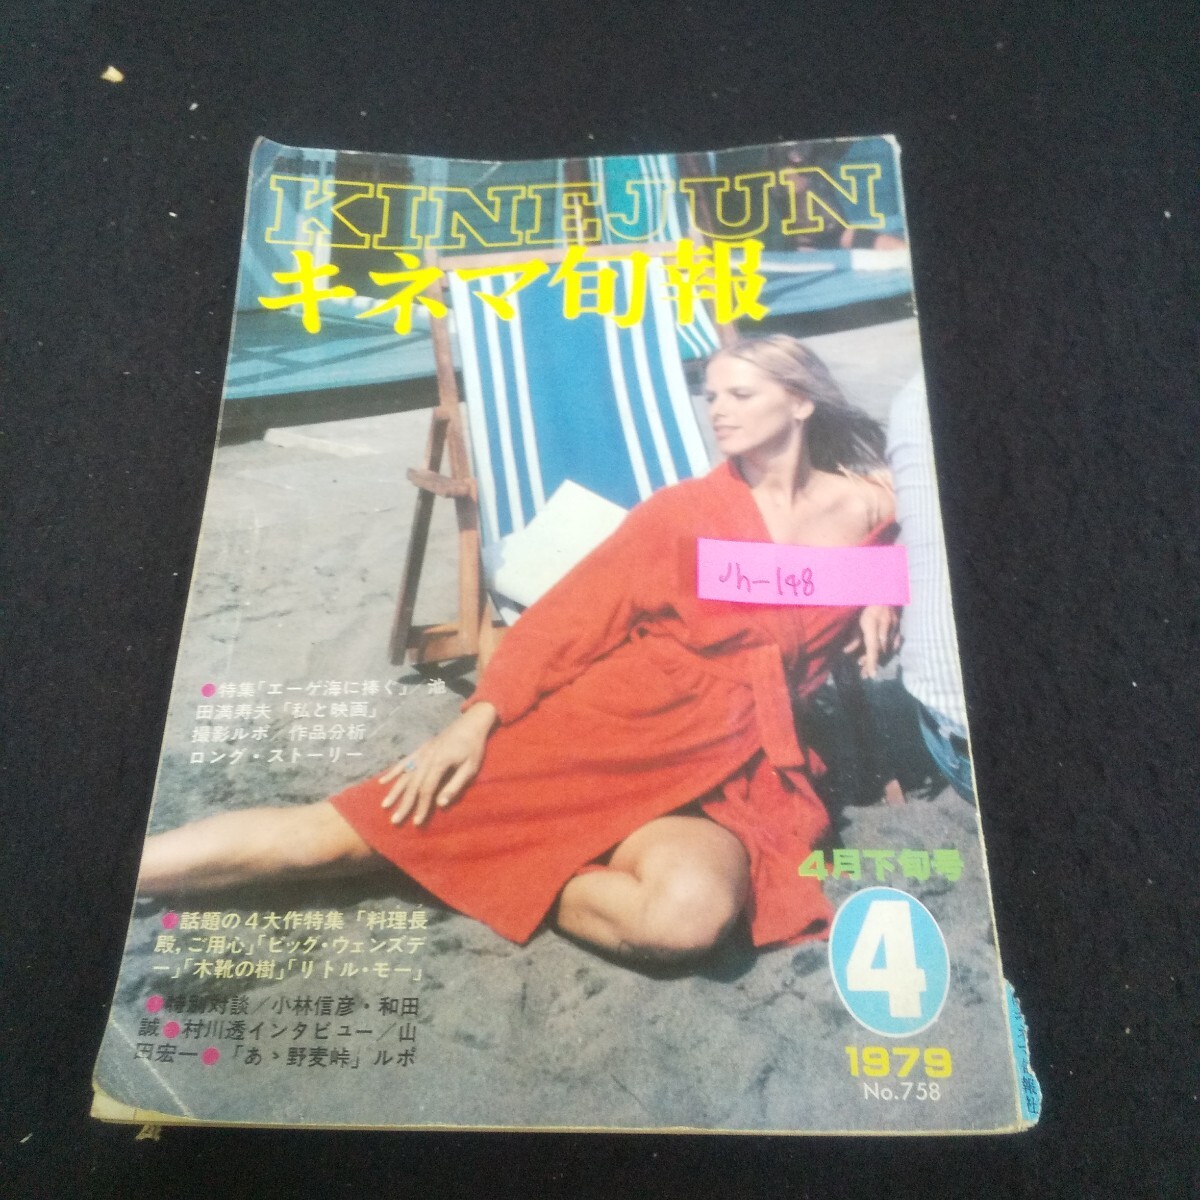 KINEJUN
キネマ旬報
Jh-148
●特集「エーゲ海に捧ぐ」/池
田満寿夫「私と映画」
撮影ルポ/作品分析/
ロング・ストーリー
4月下旬号
4
1979
No.758
●話題の4大作特集「料理長
殿,ご用心」「ビッグ・ウェンズデ
ー」「木靴の樹」「リトル・モー」
●特別対談/小林信彦・和田
誠●村川透インタビュー/山
田宏一●「あゝ野麦峠」ルポ
報社